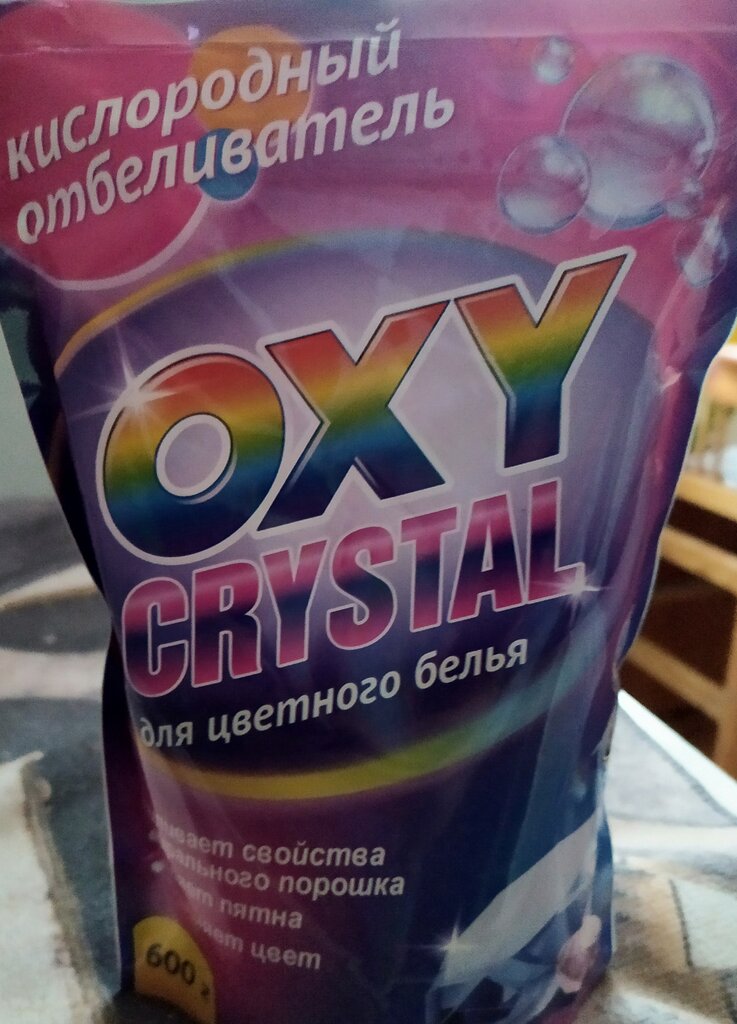 кислородный
отбеливатель
OXY
CRYSTAL
для цветного белья
свойства
порошка
пятна
цвет
600 г